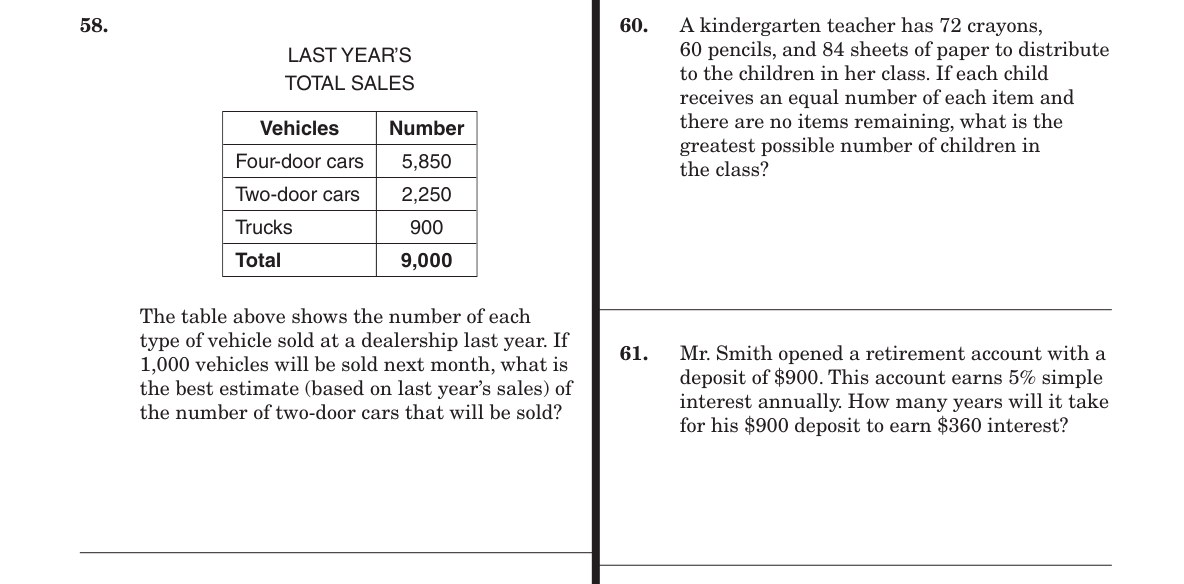 58.
LAST YEAR'S
TOTAL SALES
Vehicles Number
Four-door cars 5,850
Two-door cars 2,250
Trucks 900
Total 9,000
The table above shows the number of each
type of vehicle sold at a dealership last year. If
1,000 vehicles will be sold next month, what is
the best estimate (based on last year's sales) of
the number of two-door cars that will be sold?
60. A kindergarten teacher has 72 crayons,
60 pencils, and 84 sheets of paper to distribute
to the children in her class. If each child
receives an equal number of each item and
there are no items remaining, what is the
greatest possible number of children in
the class?
61. Mr. Smith opened a retirement account with a
deposit of $900. This account earns 5% simple
interest annually. How many years will it take
for his $900 deposit to earn $360 interest?